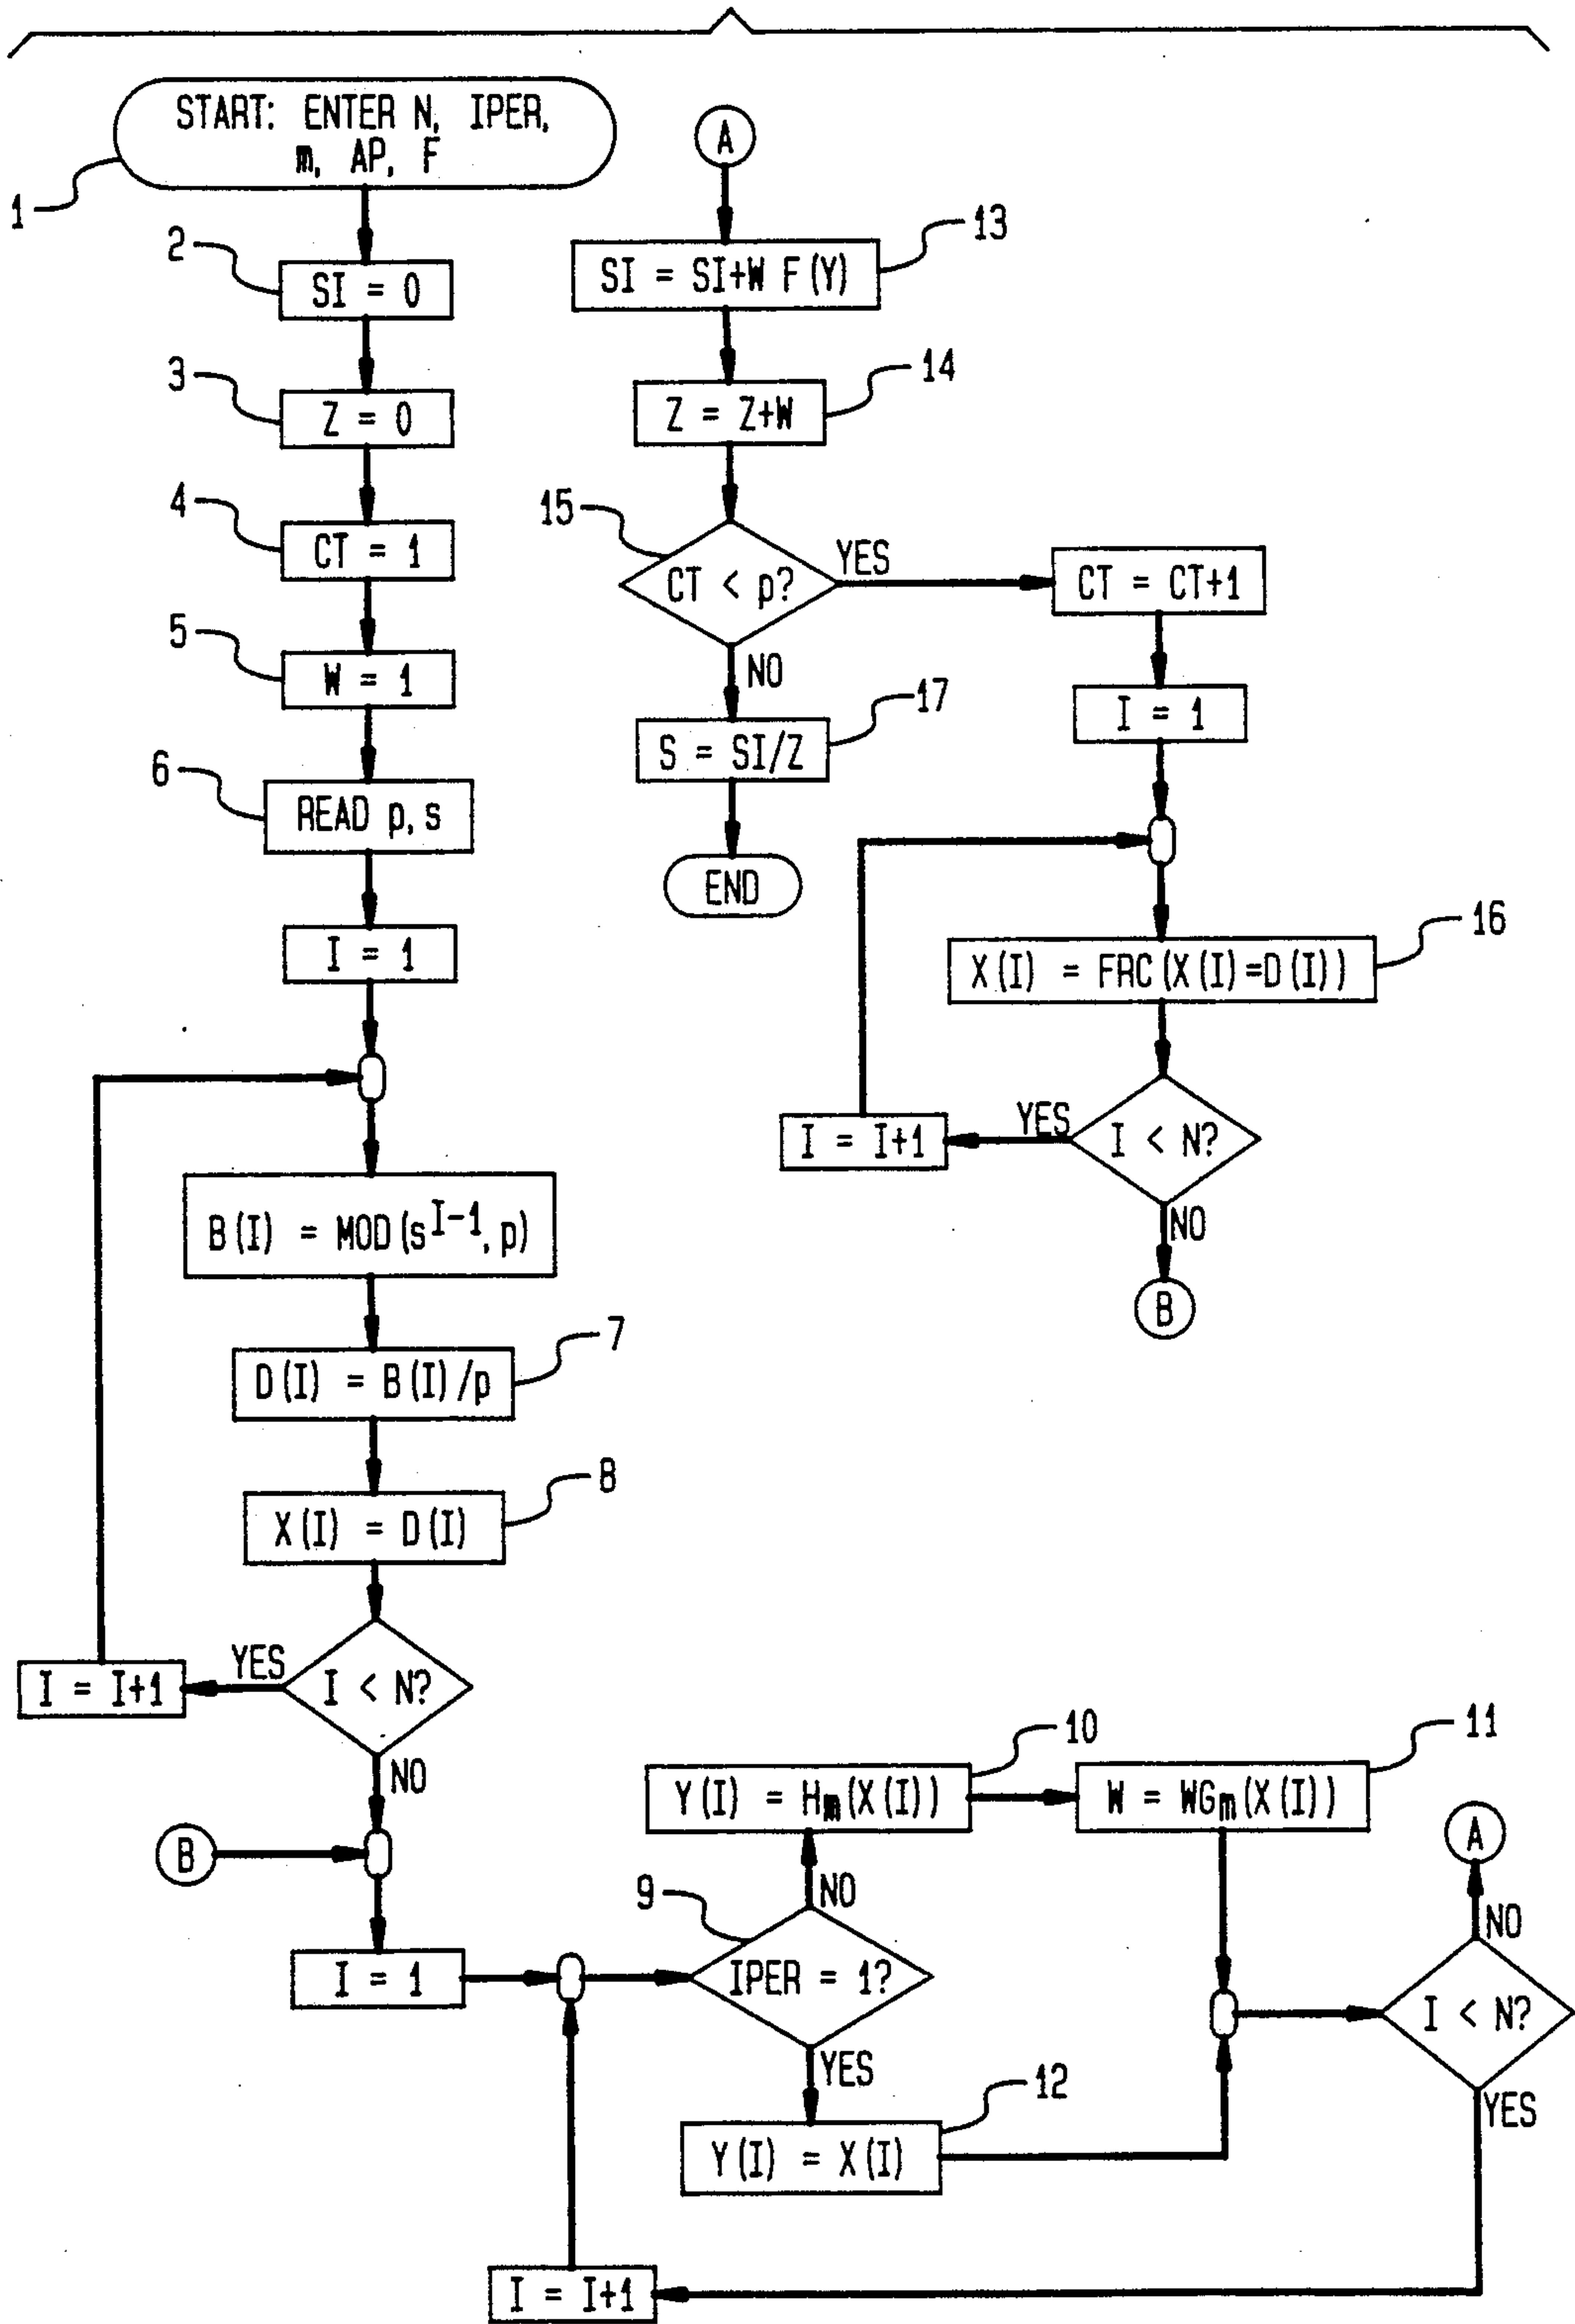 START: ENTER N, IPER,
m, AP, F
1
2
SI = 0
3
Z = 0
4
CT = 1
5
W = 1
6
READ p, s
I = 1
B(I) = MOD(s^I-1, p)
7
D(I) = B(I)/p
8
X(I) = D(I)
I < N?
YES
I = I+1
NO
B
I = 1
9
IPER = 1?
NO
10
Y(I) = Hm(X(I))
11
W = WGm(X(I))
YES
12
Y(I) = X(I)
I < N?
NO
A
YES
I = I+1
A
13
SI = SI+W F(Y)
14
Z = Z+W
15
CT < p?
YES
CT = CT+1
NO
17
S = SI/Z
END
I = 1
16
X(I) = FRC(X(I)=D(I))
I < N?
YES
I = I+1
NO
B